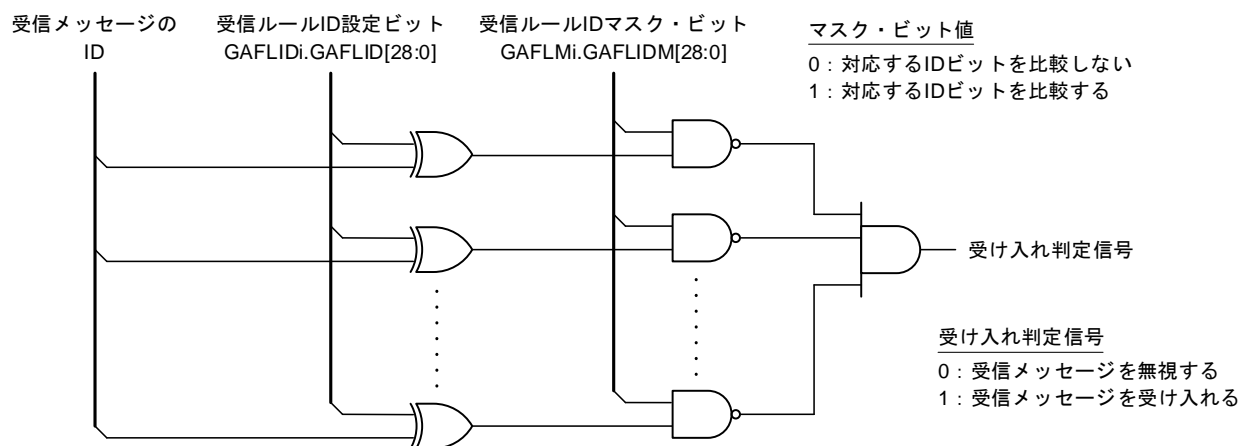 受信メッセージの
ID
受信ルールID設定ビット
GAFLIDi.GAFLID[28:0]
受信ルールIDマスク・ビット
GAFLMi.GAFLIDM[28:0]
マスク・ビット値
0：対応するIDビットを比較しない
1：対応するIDビットを比較する
受け入れ判定信号
受け入れ判定信号
0：受信メッセージを無視する
1：受信メッセージを受け入れる